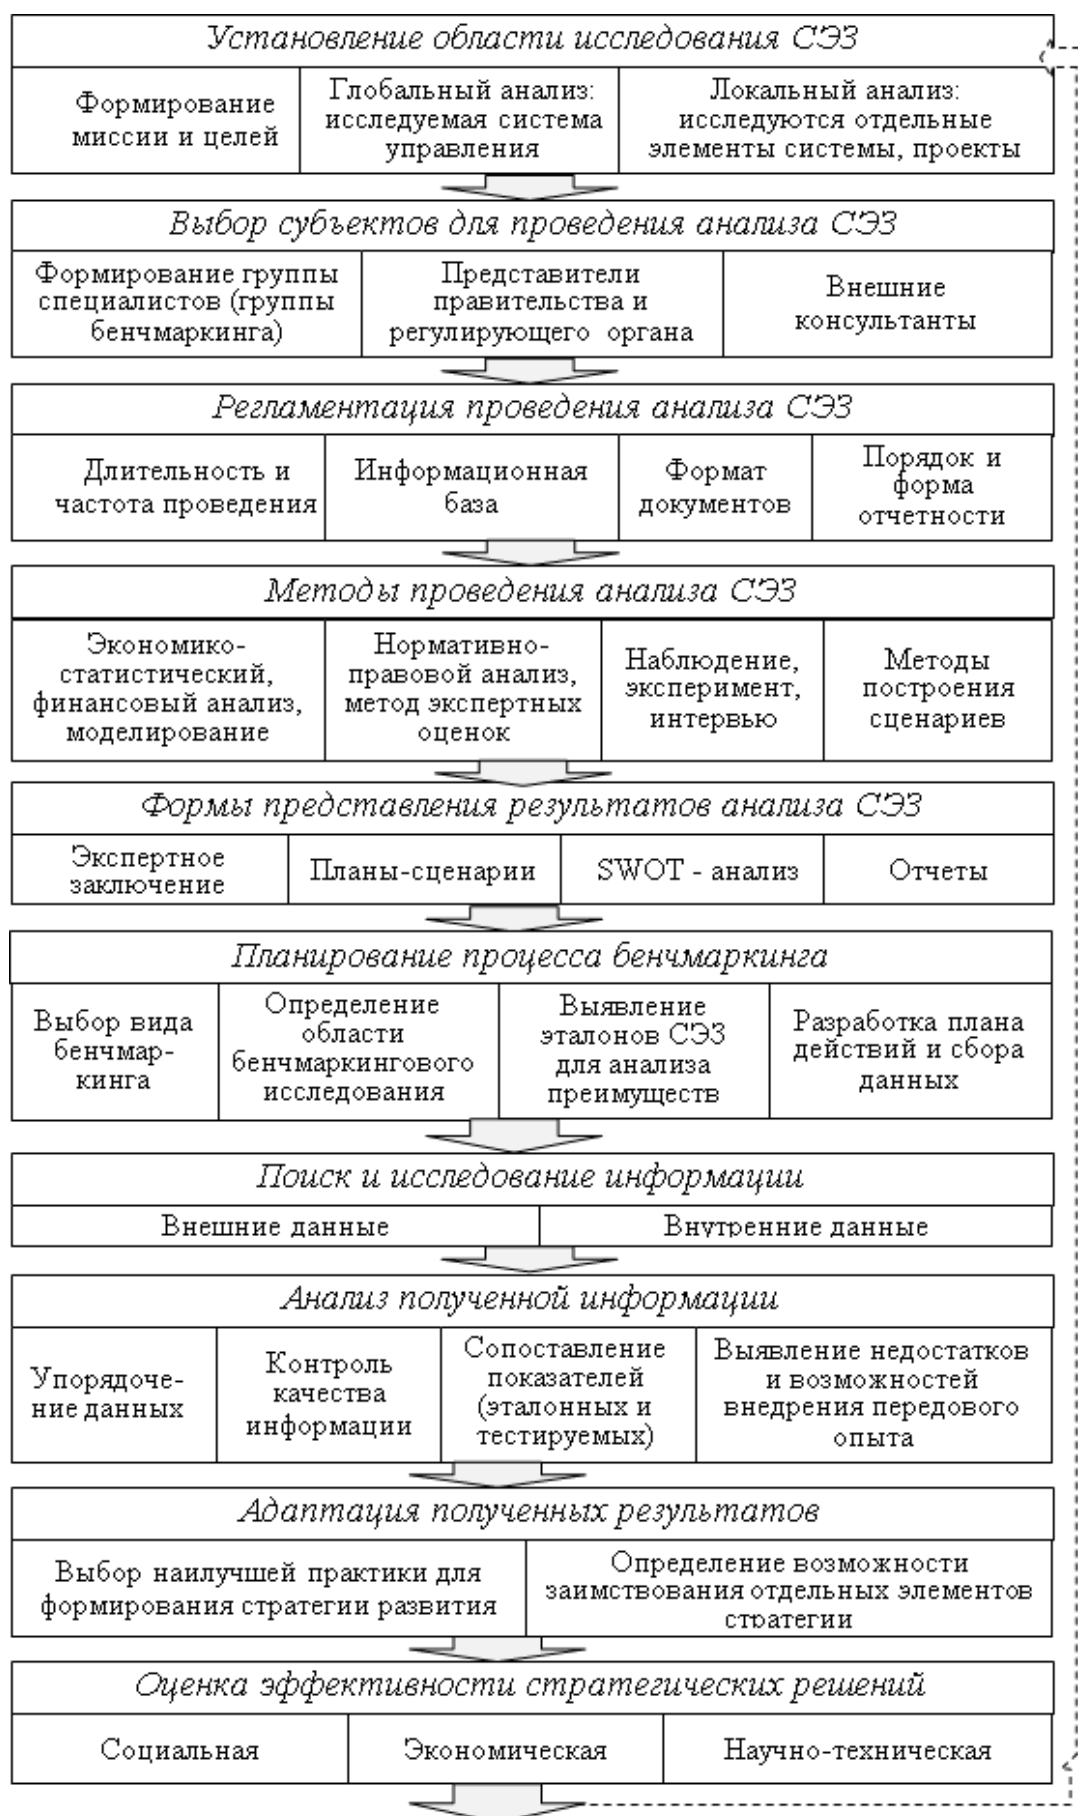 Установление области исследования СЭЗ
Формирование
миссии и целей
Глобальный анализ:
исследуемая система
управления
Локальный анализ:
исследуются отдельные
элементы системы, проекты
Выбор субъектов для проведения анализа СЭЗ
Формирование группы
специалистов (группы
бенчмаркинга)
Представители
правительства и
регулирующего органа
Внешние
консультанты
Регламентация проведения анализа СЭЗ
Длительность и
частота проведения
Информационная
база
Формат
документов
Порядок и
форма
отчетности
Методы проведения анализа СЭЗ
Экономико-
статистический,
финансовый анализ,
моделирование
Нормативно-
правовой анализ,
метод экспертных
оценок
Наблюдение,
эксперимент,
интервью
Методы
построения
сценариев
Формы представления результатов анализа СЭЗ
Экспертное
заключение
Планы-сценарии
SWOT - анализ
Отчеты
Планирование процесса бенчмаркинга
Выбор вида
бенчмар-
кинга
Определение
области
бенчмаркингового
исследования
Выявление
эталонов СЭЗ
для анализа
преимуществ
Разработка плана
действий и сбора
данных
Поиск и исследование информации
Внешние данные
Внутренние данные
Анализ полученной информации
Упорядоче-
ние данных
Контроль
качества
информации
Сопоставление
показателей
(эталонных и
тестируемых)
Выявление недостатков
и возможностей
внедрения передового
опыта
Адаптация полученных результатов
Выбор наилучшей практики для
формирования стратегии развития
Определение возможности
заимствования отдельных элементов
стратегии
Оценка эффективности стратегических решений
Социальная
Экономическая
Научно-техническая